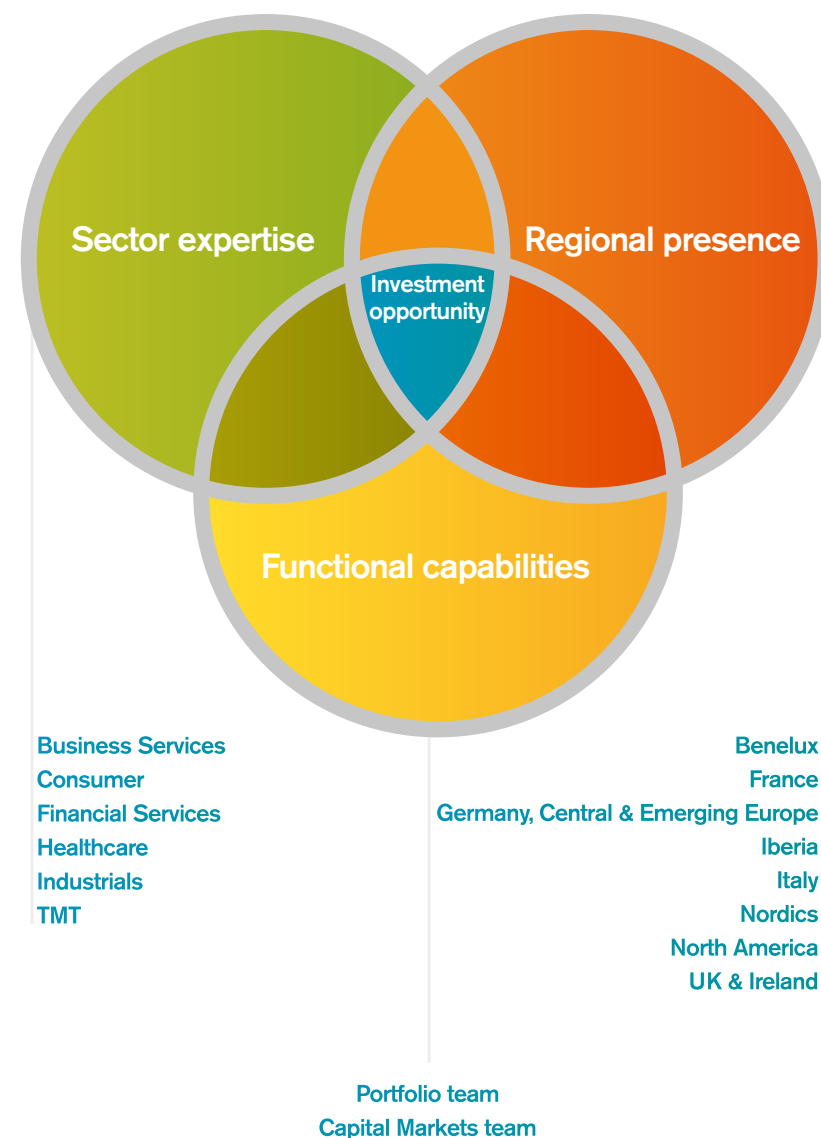 Sector expertise
Regional presence
Investment
opportunity
Functional capabilities
Business Services
Consumer
Financial Services
Healthcare
Industrials
TMT
Benelux
France
Germany, Central & Emerging Europe
Iberia
Italy
Nordics
North America
UK & Ireland
Portfolio team
Capital Markets team